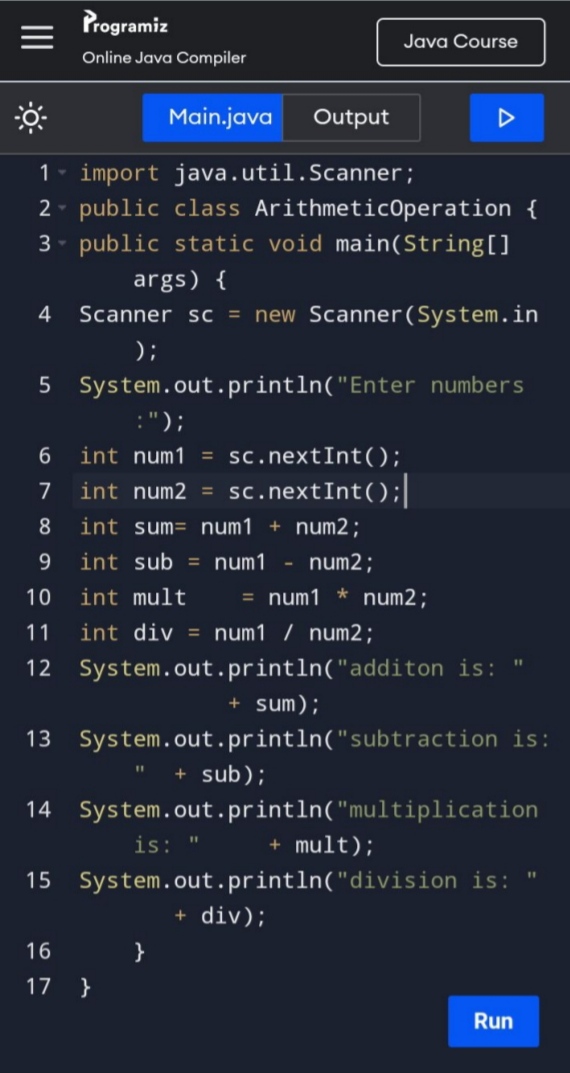 Programiz
Online Java Compiler
Java Course
Main.java
Output
1 import java.util.Scanner;
2 public class ArithmeticOperation {
3 public static void main(String[]
args) {
4 Scanner sc = new Scanner(System.in
);
5 System.out.println("Enter numbers
:");
6 int num1 = sc.nextInt();
7 int num2 = sc.nextInt();
8 int sum= num1 + num2;
9 int sub = num1 - num2;
10 int mult    = num1 * num2;
11 int div = num1 / num2;
12 System.out.println("additon is: "
+ sum);
13 System.out.println("subtraction is:
"  + sub);
14 System.out.println("multiplication
is: "     + mult);
15 System.out.println("division is: "
+ div);
16     }
17 }
Run